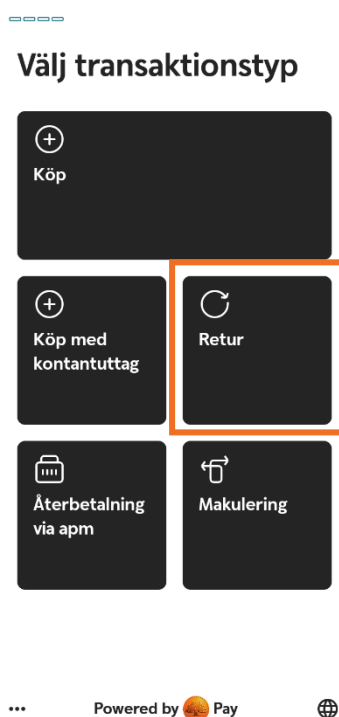 Välj transaktionstyp
Köp
Köp med
kontantuttag
Retur
Återbetalning
via apm
Makulering
Powered by Pay